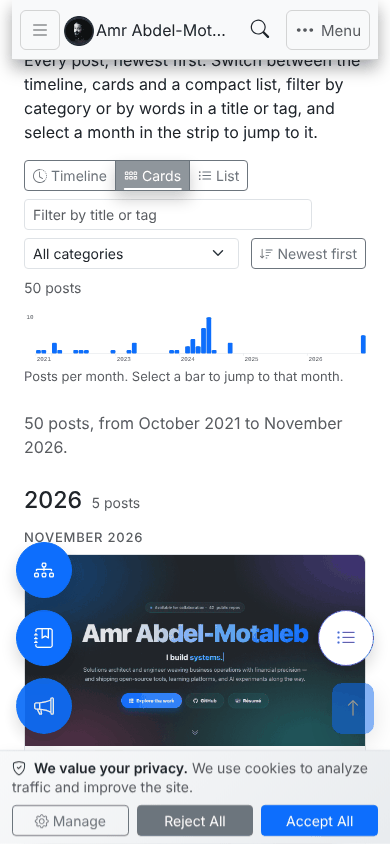 Amr Abdel-Mot...
Menu
Every post, newest first. Switch between the
timeline, cards and a compact list, filter by
category or by words in a title or tag, and
select a month in the strip to jump to it.
Timeline Cards List
Filter by title or tag
All categories Newest first
50 posts
10
2021 2023 2024 2025 2026
Posts per month. Select a bar to jump to that month.
50 posts, from October 2021 to November
2026.
2026 5 posts
NOVEMBER 2026
Available for collaboration · 42 public repos
Amr Abdel-Motaleb
I build systems.
Solutions architect and engineer weaving business operations with financial precision —
and shipping open-source tools, learning platforms, and AI experiments along the way.
Explore the work GitHub Résumé
We value your privacy. We use cookies to analyze
traffic and improve the site.
Manage Reject All Accept All